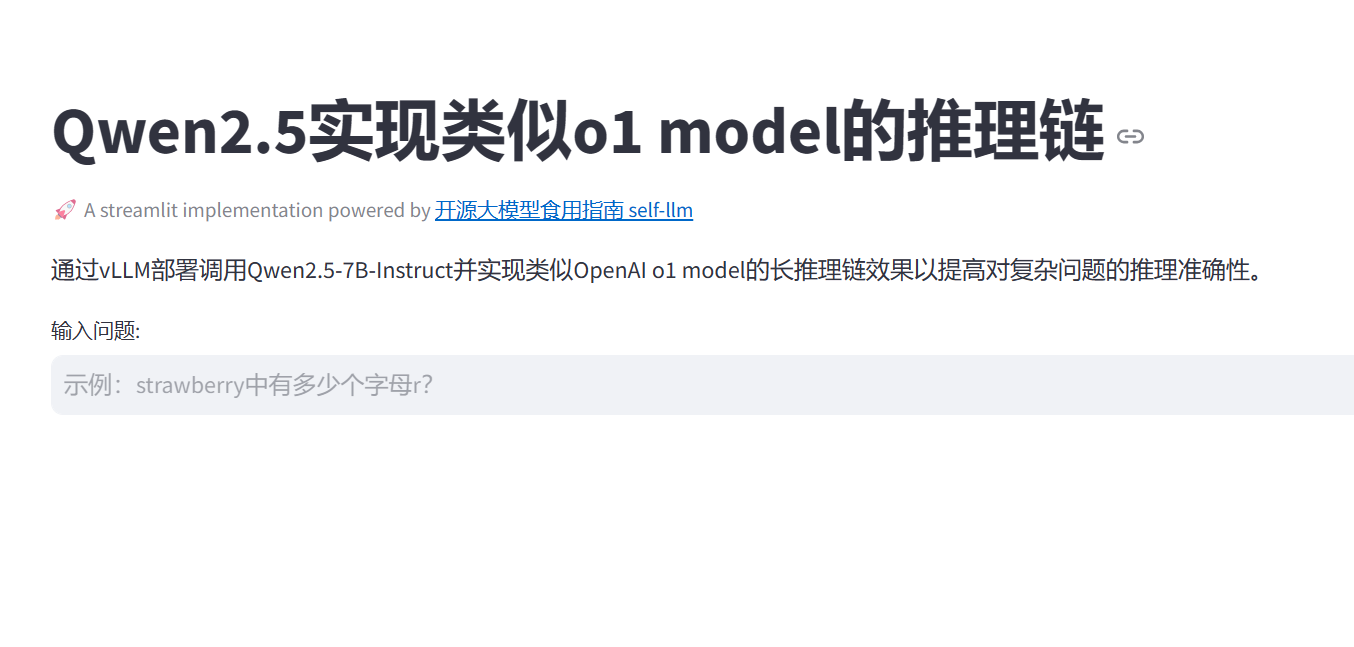 Qwen2.5实现类似o1 model的推理链
🚀 A streamlit implementation powered by 开源大模型食用指南 self-llm
通过vLLM部署调用Qwen2.5-7B-Instruct并实现类似OpenAI o1 model的长推理链效果以提高对复杂问题的推理准确性。
输入问题:
示例：strawberry中有多少个字母r？